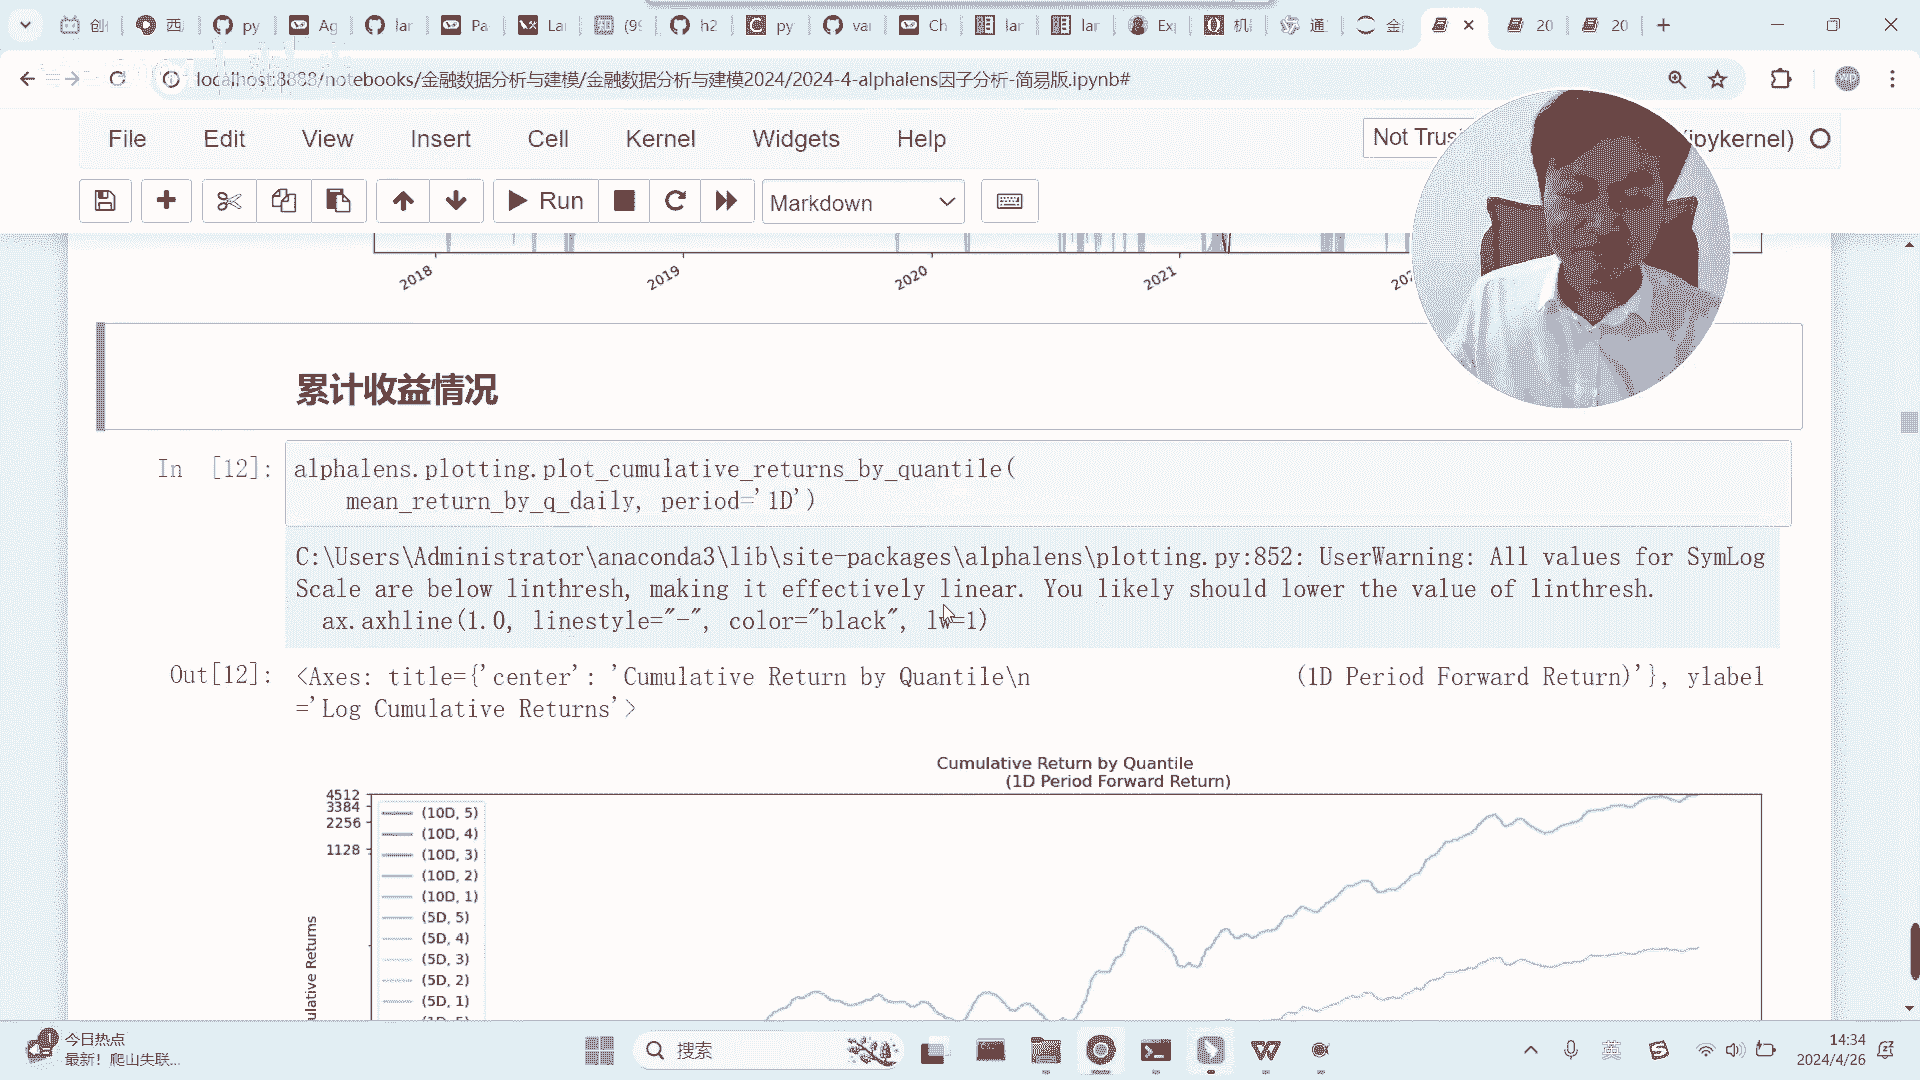 创
西
py
Ag
lar
Pa
Lar
(9
h2
py
var
Ch
lar
lar
Exp
机
通
金
20
20
localhost:8888/notebooks/金融数据分析与建模/金融数据分析与建模2024/2024-4-alphalens因子分析-简易版.ipynb#
File Edit View Insert Cell Kernel Widgets Help
Not Trus
(ipykernel)
Run
Markdown
2018 2019 2020 2021
累计收益情况
In [12]: alphalens.plotting.plot_cumulative_returns_by_quantile(
mean_return_by_q_daily, period='1D')
C:\Users\Administrator\anaconda3\lib\site-packages\alphalens\plotting.py:852: UserWarning: All values for SymLog
Scale are below linthresh, making it effectively linear. You likely should lower the value of linthresh.
ax.axhline(1.0, linestyle="-", color="black", lw=1)
Out[12]: <Axes: title={'center': 'Cumulative Return by Quantile\n (1D Period Forward Return)'}, ylabel
='Log Cumulative Returns'>
Cumulative Return by Quantile
(1D Period Forward Return)
4512
3384
2256
1128
(10D, 5)
(10D, 4)
(10D, 3)
(10D, 2)
(10D, 1)
(5D, 5)
(5D, 4)
(5D, 3)
(5D, 2)
(5D, 1)
ulative Returns
今日热点
最新！爬山失联...
搜索
英
14:34
2024/4/26